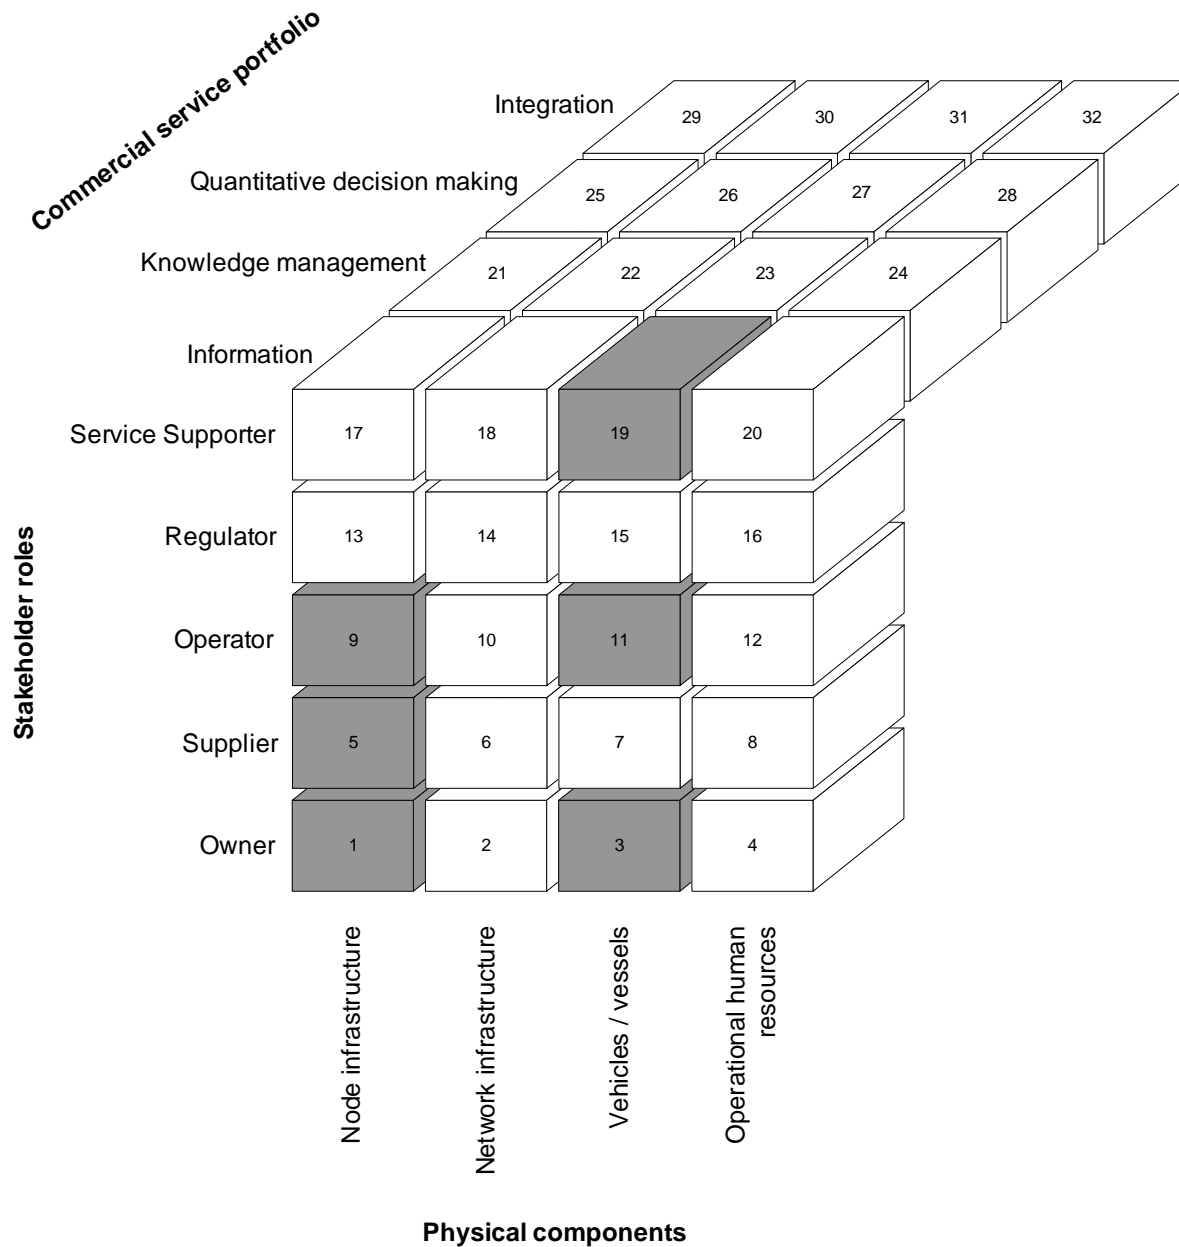 Commercial service portfolio
Integration
29 30 31 32
Quantitative decision making
25 26 27 28
Knowledge management
21 22 23 24
Information
Service Supporter
17 18 19 20
Regulator
13 14 15 16
Operator
9 10 11 12
Supplier
5 6 7 8
Owner
1 2 3 4
Stakeholder roles
Node infrastructure
Network infrastructure
Vehicles / vessels
Operational human
resources
Physical components